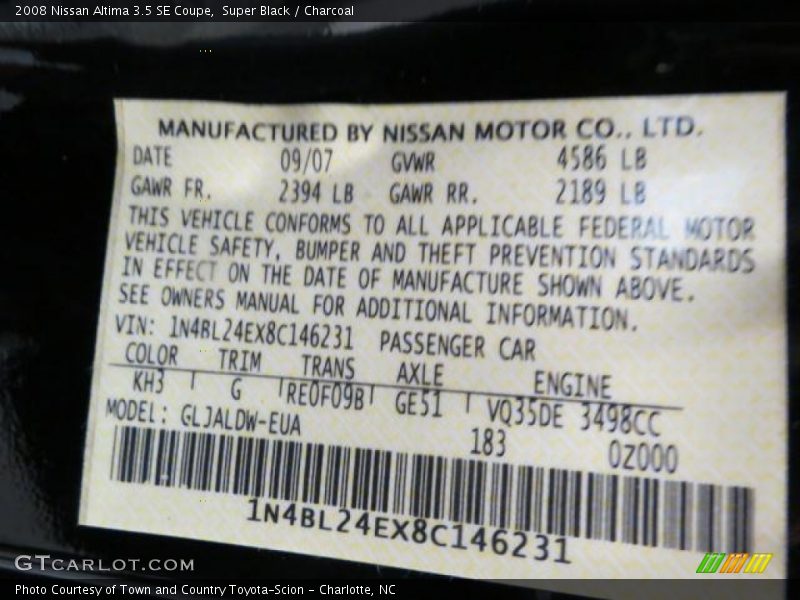 2008 Nissan Altima 3.5 SE Coupe, Super Black / Charcoal
MANUFACTURED BY NISSAN MOTOR CO., LTD.
DATE 09/07 GVWR 4586 LB
GAWR FR. 2394 LB GAWR RR. 2189 LB
THIS VEHICLE CONFORMS TO ALL APPLICABLE FEDERAL MOTOR
VEHICLE SAFETY, BUMPER AND THEFT PREVENTION STANDARDS
IN EFFECT ON THE DATE OF MANUFACTURE SHOWN ABOVE.
SEE OWNERS MANUAL FOR ADDITIONAL INFORMATION.
VIN: 1N4BL24EX8C146231 PASSENGER CAR
COLOR TRIM TRANS AXLE ENGINE
KH3 G RE0F09B GE51 VQ35DE 3498CC
MODEL: GLJALDW-EUA 183 0Z000
1N4BL24EX8C146231
GTCarLot.com
Photo Courtesy of Town and Country Toyota-Scion - Charlotte, NC